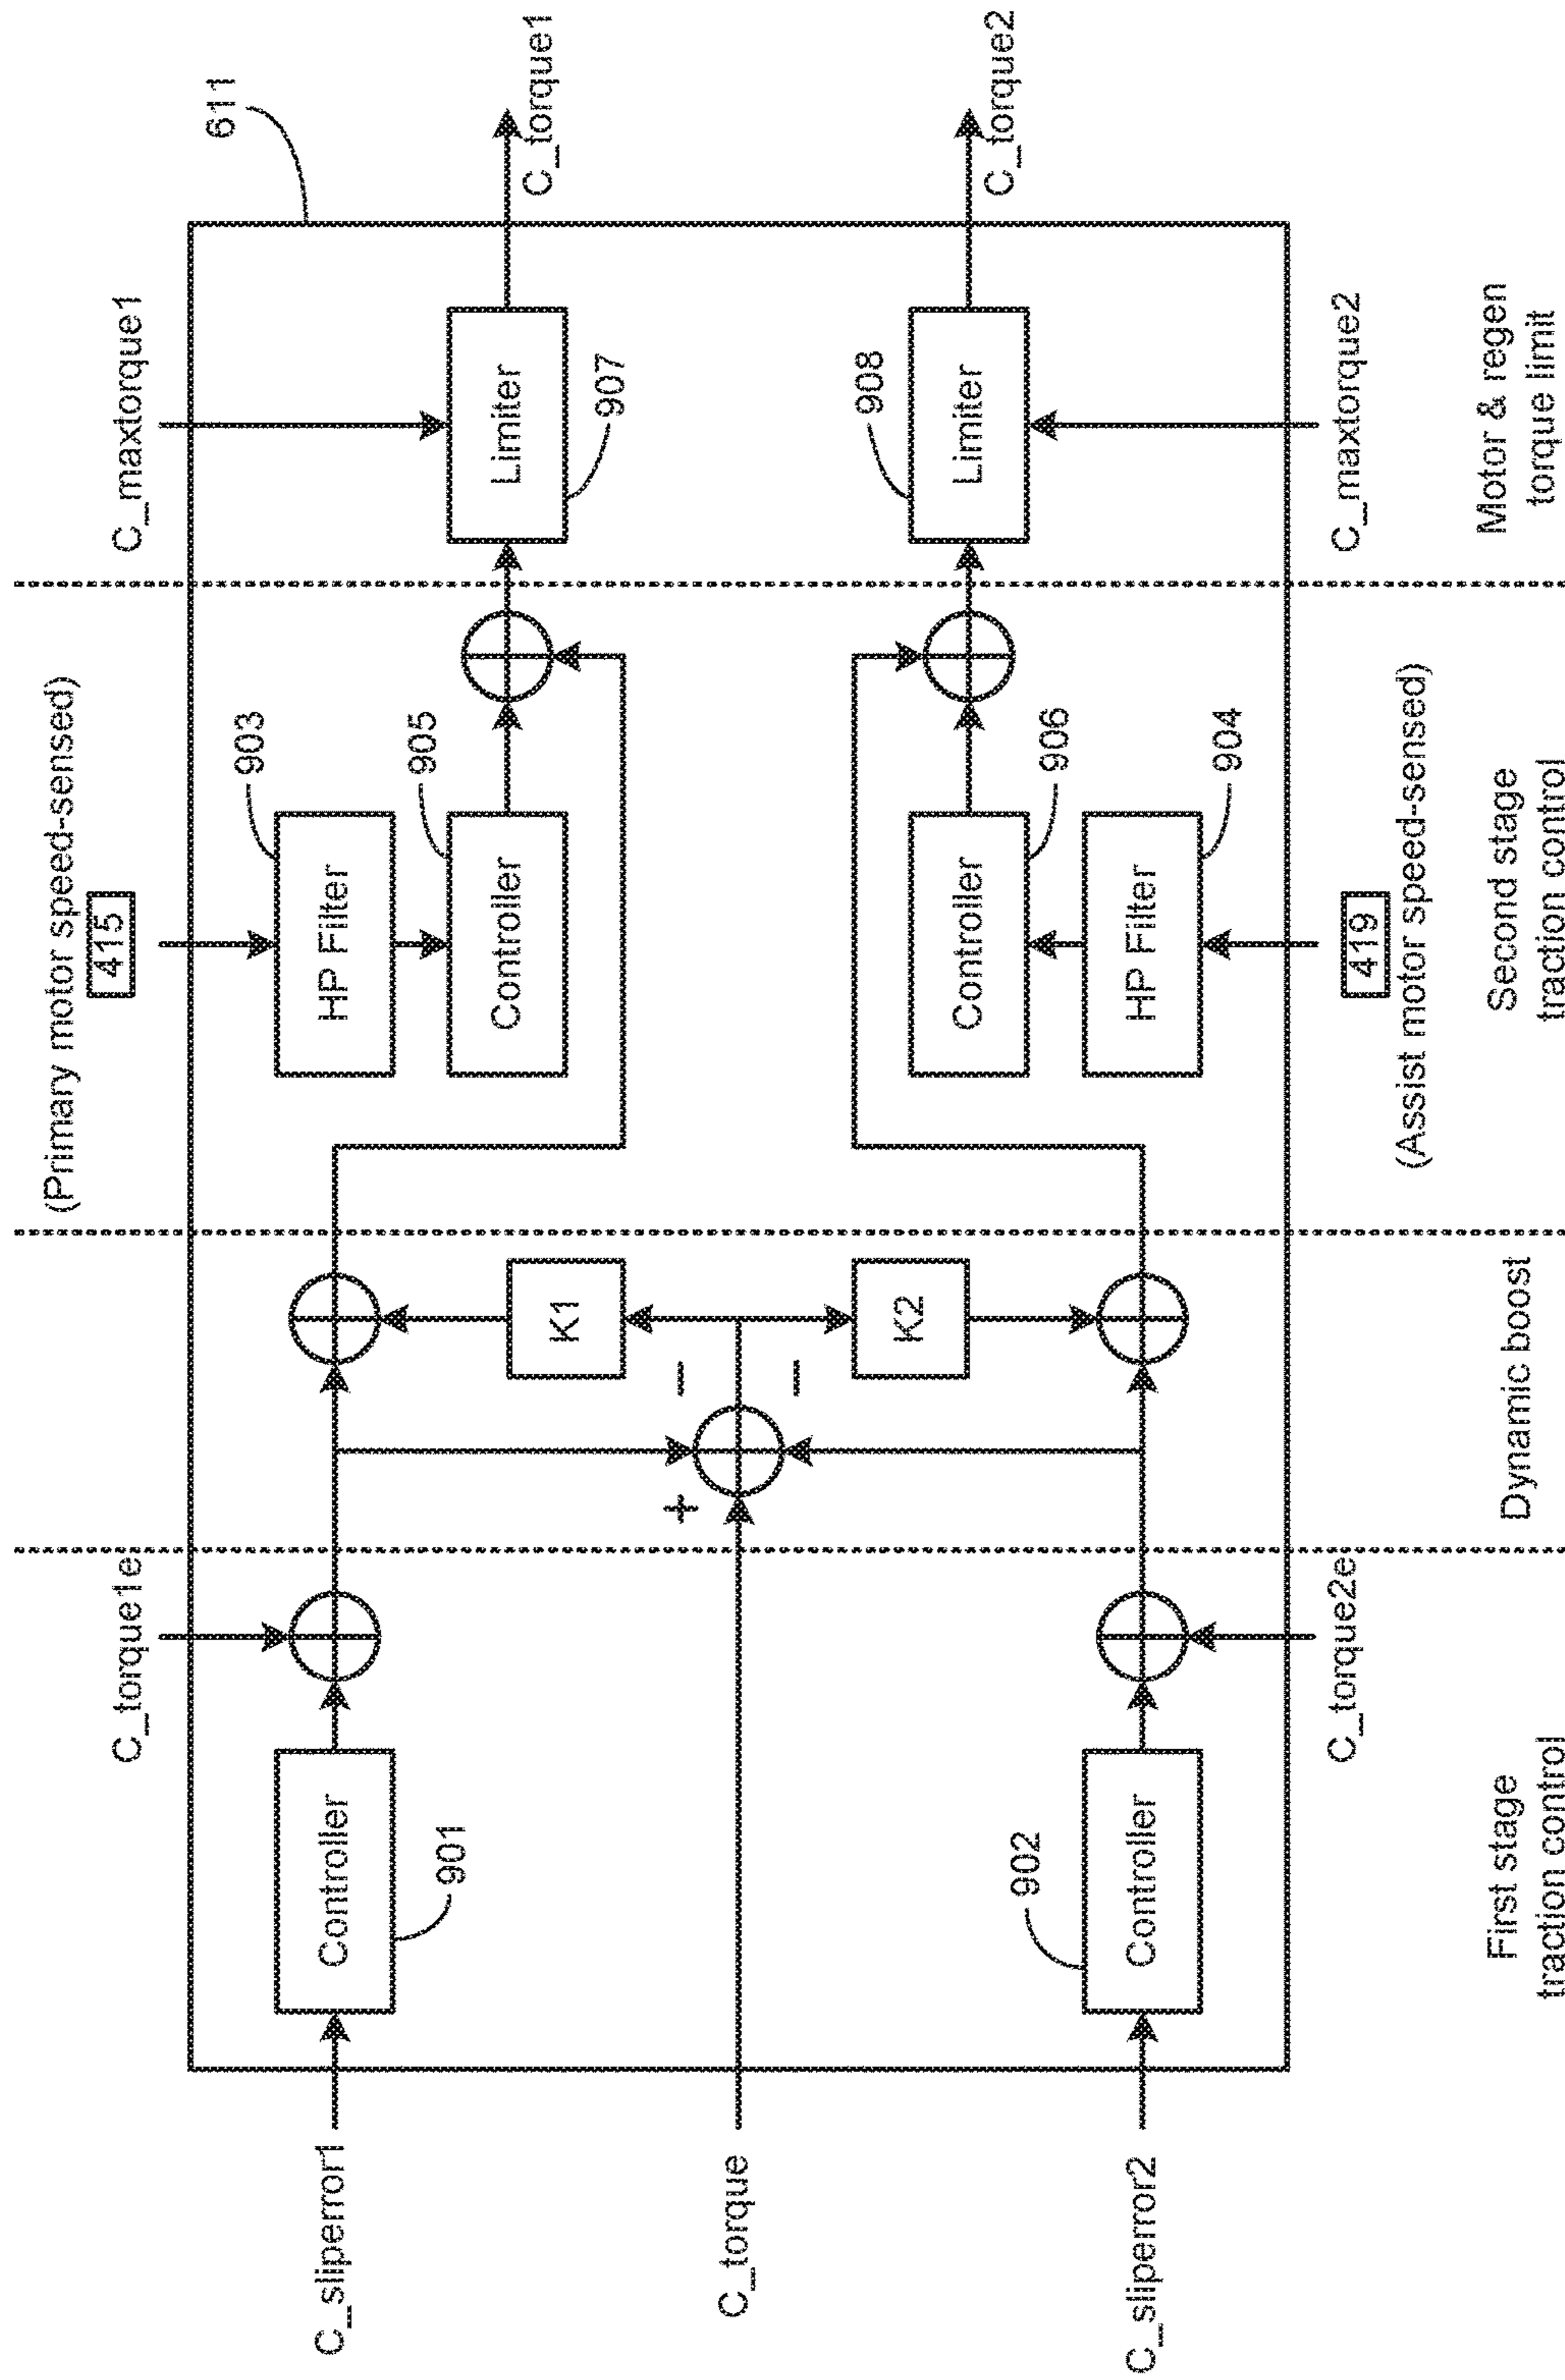 611
(Primary motor speed-sensed)
415
C_torque1e
C_maxtorque1
C_sliperror1
Controller
901
K1
HP Filter
903
Controller
905
Limiter
907
C_torque1
C_torque
+
–
–
C_sliperror2
Controller
902
K2
Controller
906
HP Filter
904
Limiter
908
C_torque2
C_torque2e
419
(Assist motor speed-sensed)
C_maxtorque2
First stage
traction control
Dynamic boost
Second stage
traction control
Motor & regen
torque limit